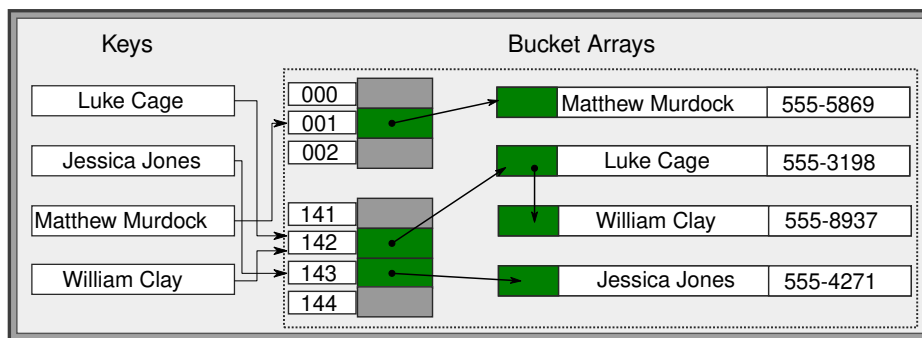 Keys
Bucket Arrays
Luke Cage
Jessica Jones
Matthew Murdock
William Clay
000
001
002
141
142
143
144
Matthew Murdock 555-5869
Luke Cage 555-3198
William Clay 555-8937
Jessica Jones 555-4271